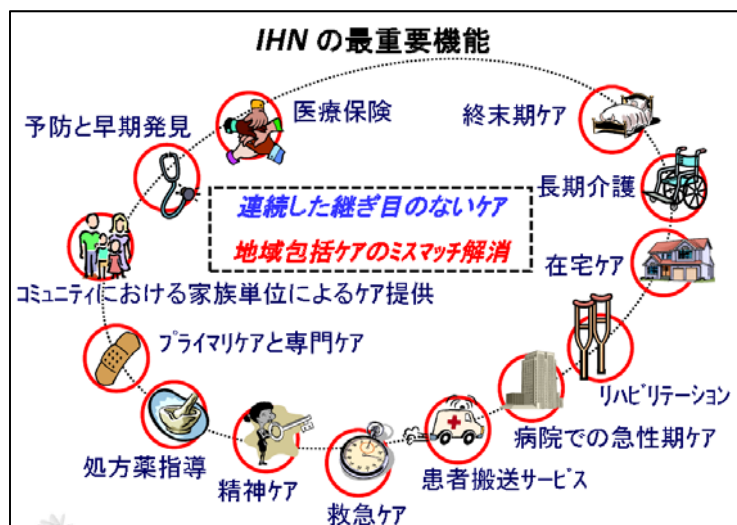 IHN の最重要機能
医療保険
終末期ケア
予防と早期発見
長期介護
連続した継ぎ目のないケア
地域包括ケアのミスマッチ解消
在宅ケア
コミュニティにおける家族単位によるケア提供
プライマリケアと専門ケア
リハビリテーション
病院での急性期ケア
処方薬指導
精神ケア
患者搬送サービス
救急ケア